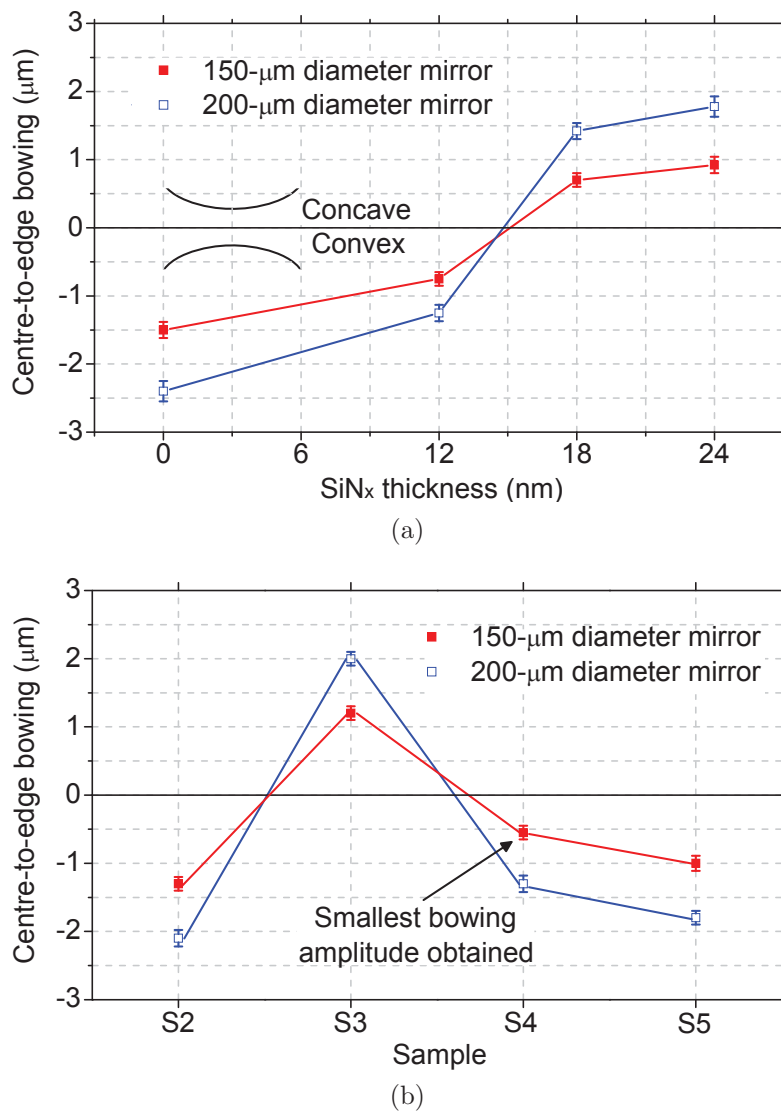 3
2
1
0
-1
-2
-3
Centre-to-edge bowing (μm)
150-μm diameter mirror
200-μm diameter mirror
Concave
Convex
0 6 12 18 24
SiNx thickness (nm)
(a)
3
2
1
0
-1
-2
-3
Centre-to-edge bowing (μm)
150-μm diameter mirror
200-μm diameter mirror
Smallest bowing
amplitude obtained
S2 S3 S4 S5
Sample
(b)